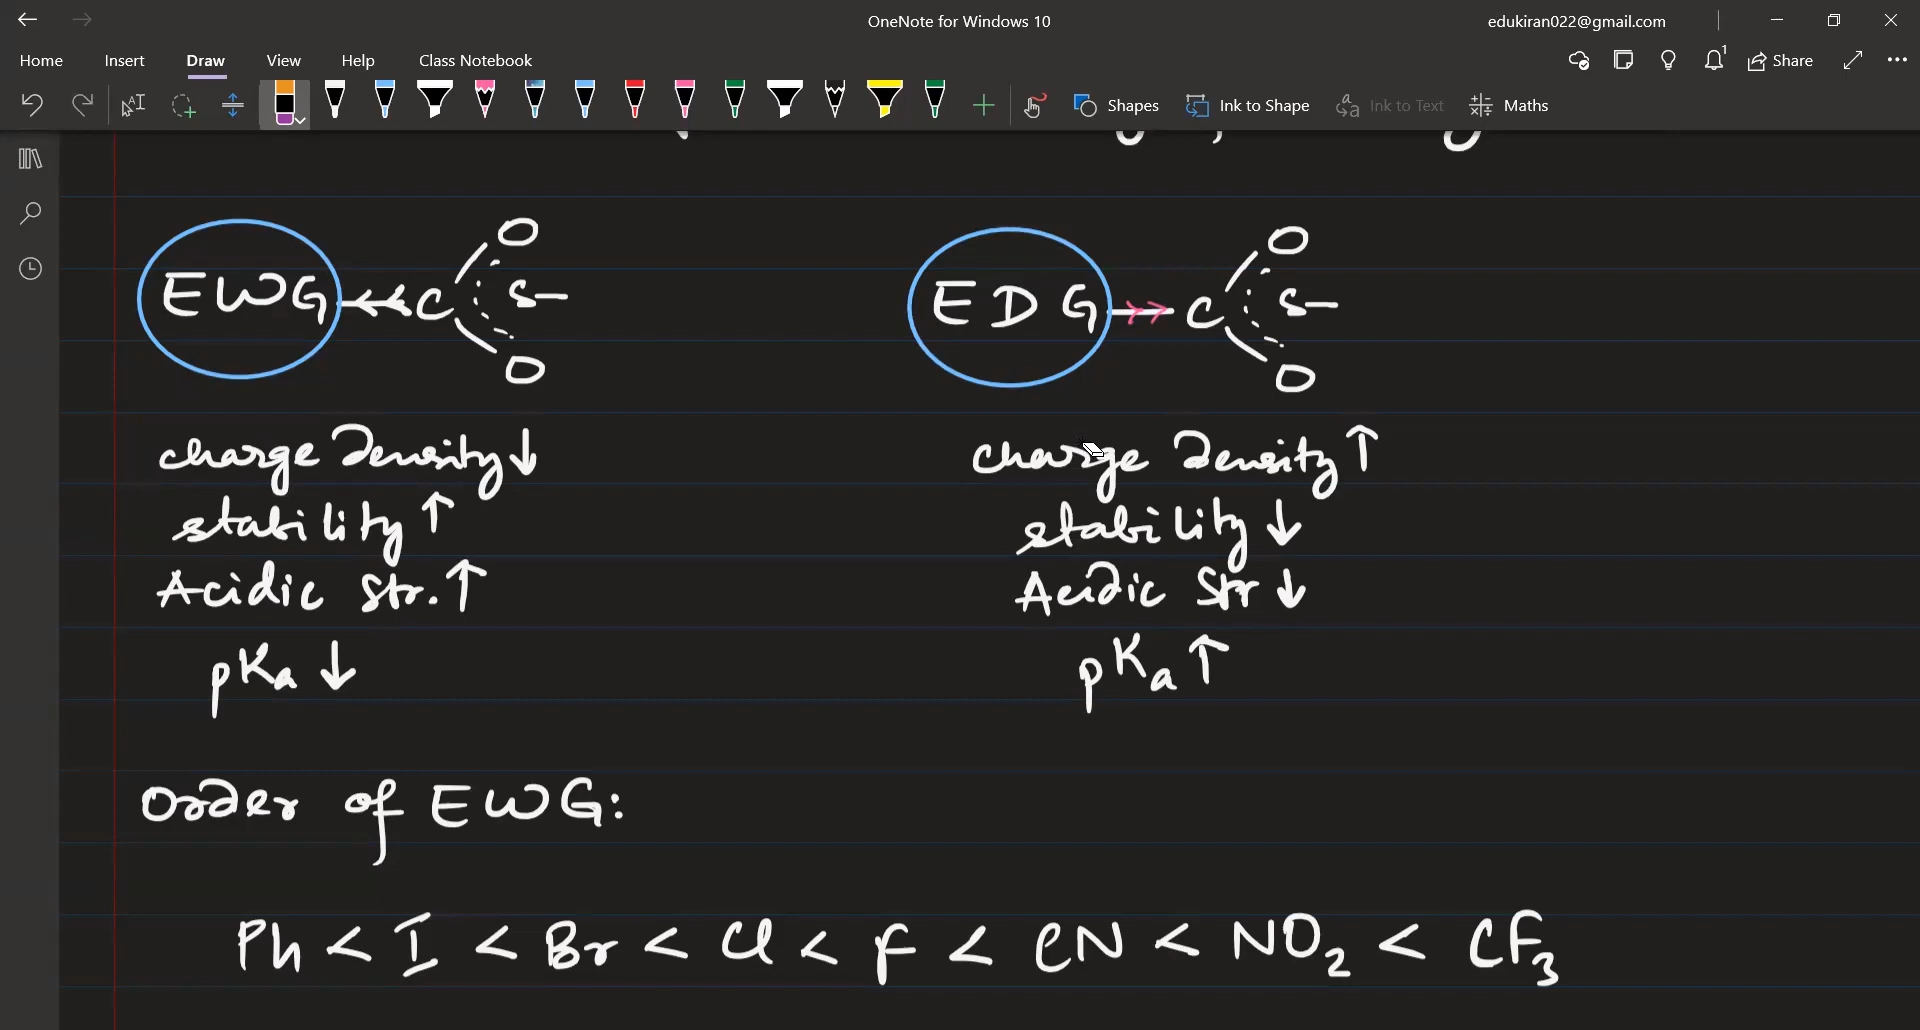 OneNote for Windows 10
edukiran022@gmail.com
Home Insert Draw View Help Class Notebook
1
Share
Shapes Ink to Shape Ink to Text Maths
EWG C O O δ-
EDG C O O δ-
charge density ↓
stability ↑
Acidic str. ↑
pKa ↓
charge density ↑
stability ↓
Acidic str ↓
pKa ↑
Order of EWG:
Ph < I < Br < Cl < F < CN < NO₂ < CF₃